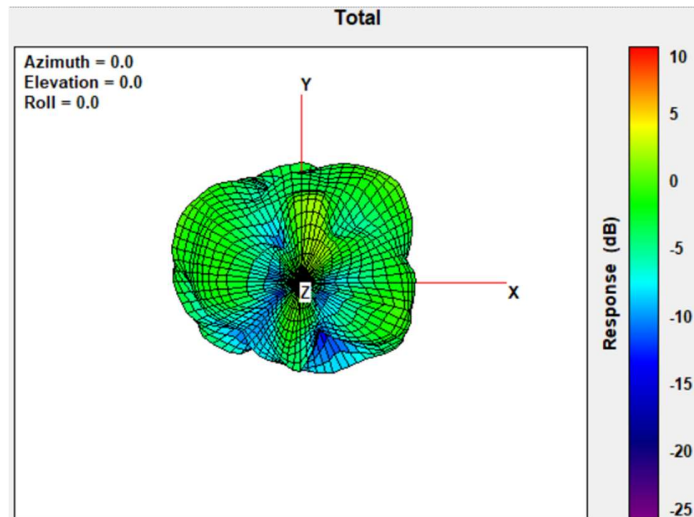 Total
Azimuth = 0.0
Elevation = 0.0
Roll = 0.0
Y
Z
X
Response (dB)
10
5
0
-5
-10
-15
-20
-25